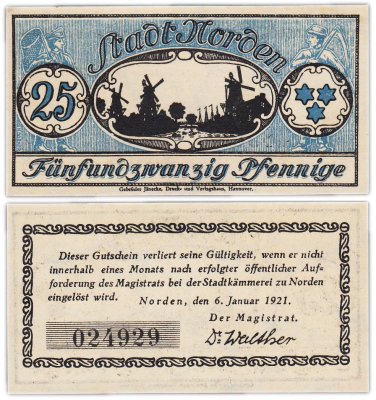 Stadt Norden
25
Fünfundzwanzig Pfennige
Gebrüder Jänecke, Druck- und Verlagshaus, Hannover.
Dieser Gutschein verliert seine Gültigkeit, wenn er nicht
innerhalb eines Monats nach erfolgter öffentlicher Auf-
forderung des Magistrats bei der Stadtkämmerei zu Norden
eingelöst wird.
Norden, den 6. Januar 1921.
Der Magistrat.
024929
Dr. Walther